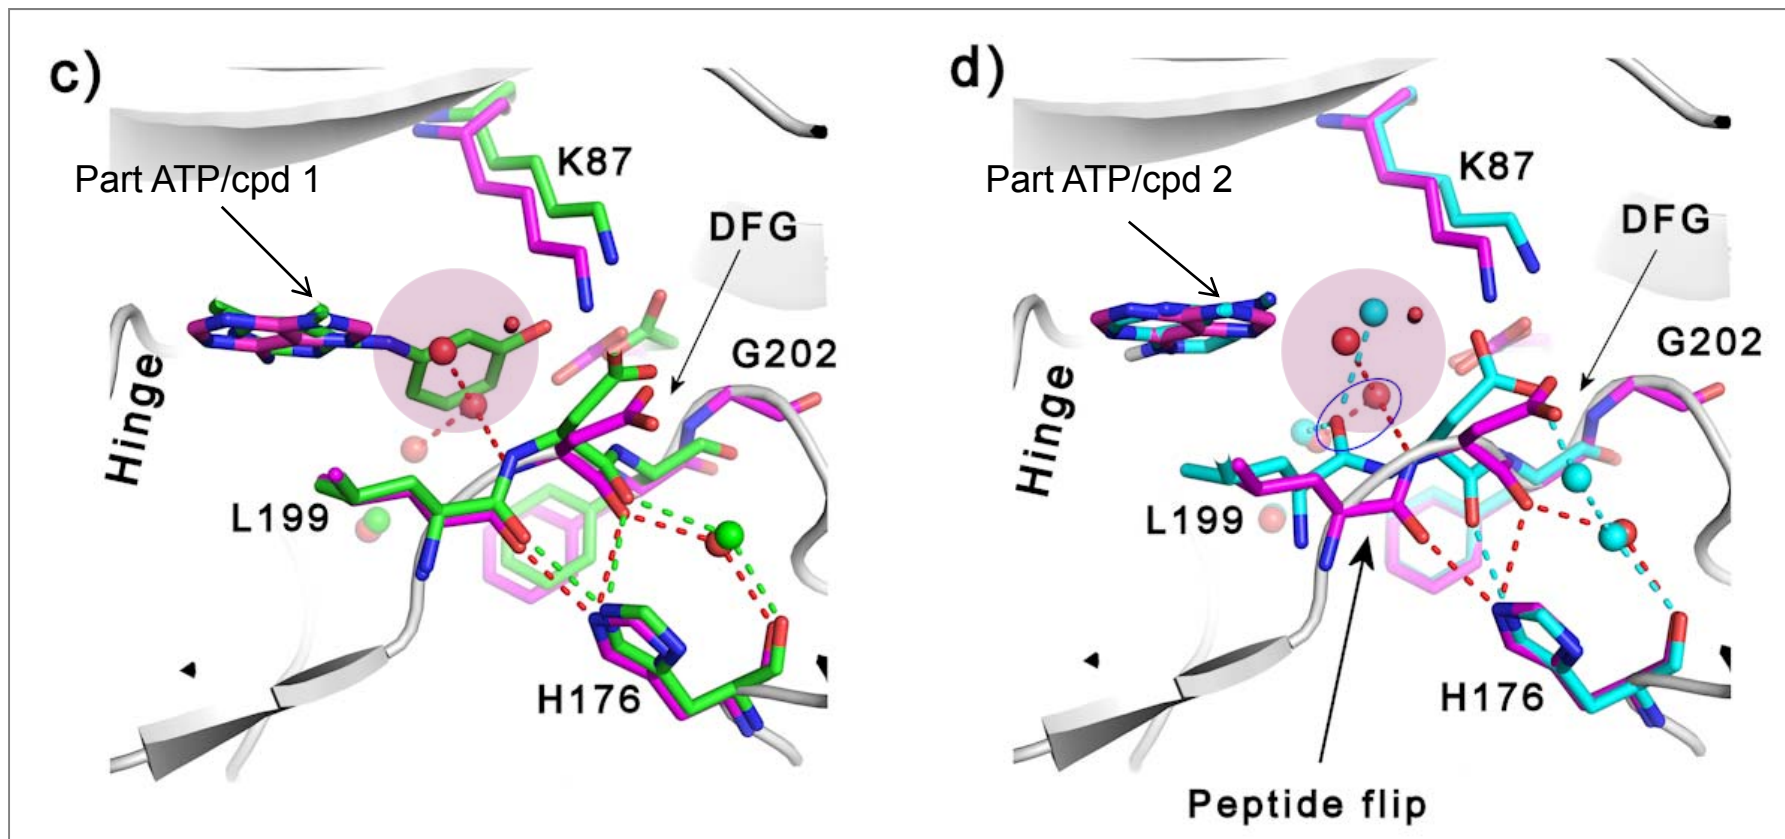 c)
K87
Part ATP/cpd 1
DFG
G202
Hinge
L199
H176
d)
K87
Part ATP/cpd 2
DFG
G202
Hinge
L199
H176
Peptide flip